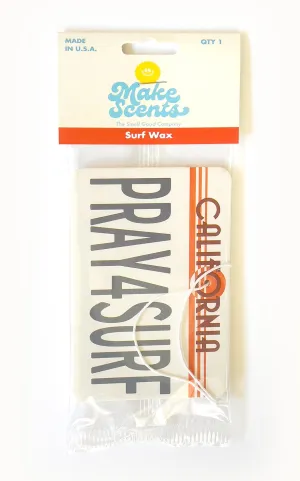 MADE
IN U.S.A.
QTY 1
Make
Scents
The Smell Good Company
Surf Wax
CALIFORNIA
PRAY4SURF